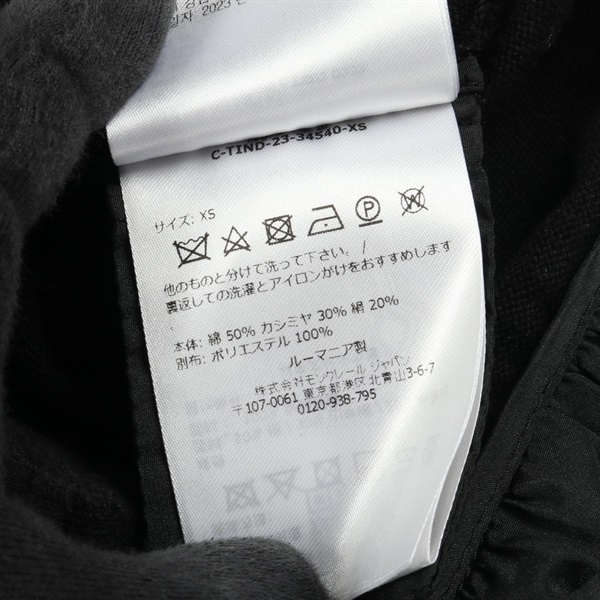 의자 2023 년
C-TIND-23-34540-XS
サイズ: XS
P
W
他のものと分けて洗って下さい。/
裏返しての洗濯とアイロンがけをおすすめします
本体: 綿 50% カシミヤ 30% 絹 20%
別布: ポリエステル 100%
ルーマニア製
株式会社モンクレール ジャパン
〒107-0061 東京都港区 北青山3-6-7
0120-938-795